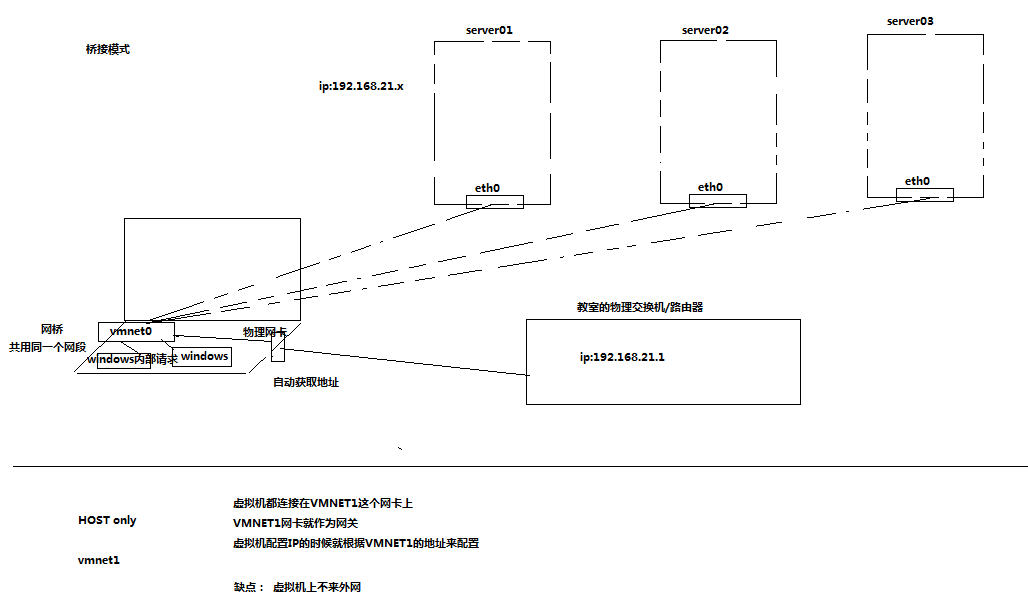 server01
server02
server03
桥接模式
ip:192.168.21.x
eth0
eth0
eth0
教室的物理交换机/路由器
网桥
vmnet0
物理网卡
共用同一个网段
windows内部请求
windows
ip:192.168.21.1
自动获取地址
虚拟机都连接在VMNET1这个网卡上
HOST only
VMNET1网卡就作为网关
虚拟机配置IP的时候就根据VMNET1的地址来配置
vmnet1
缺点： 虚拟机上不来外网